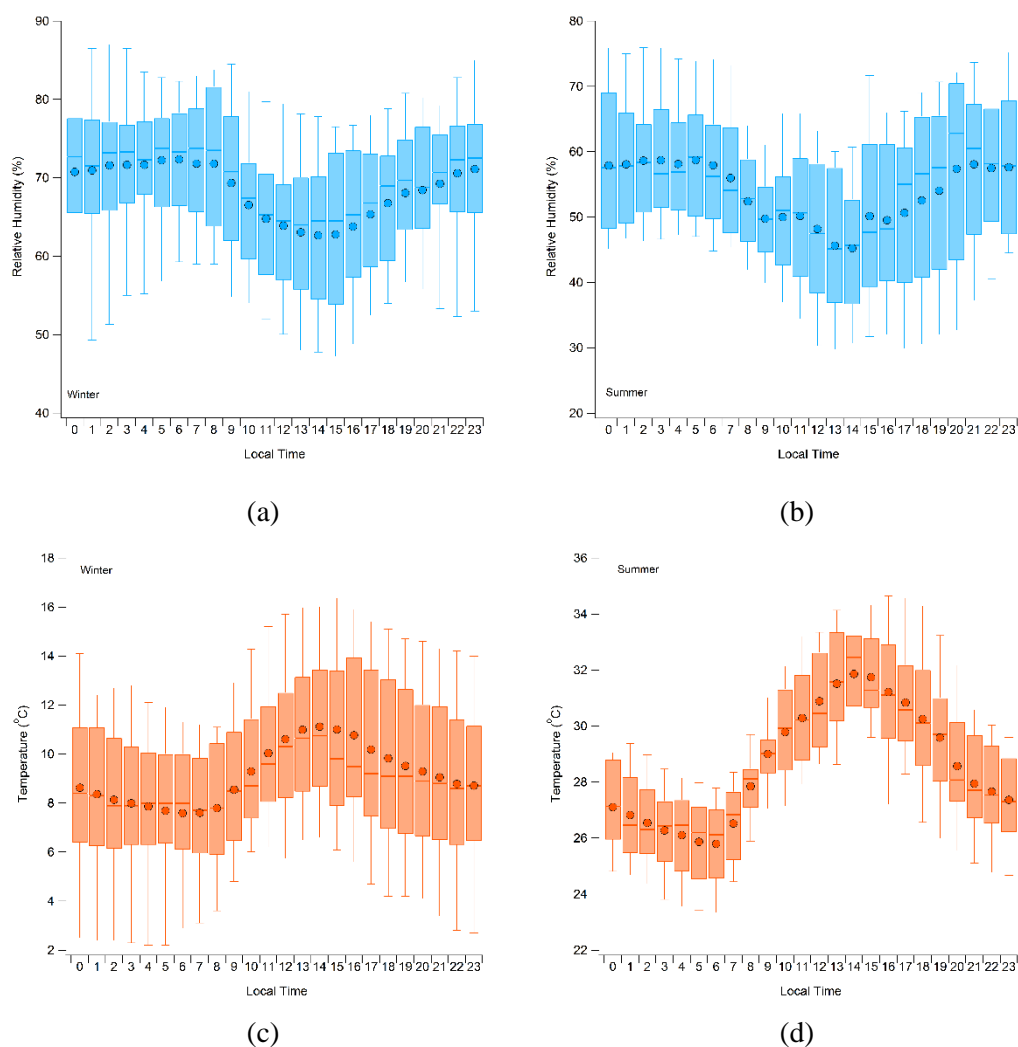 90
80
70
60
50
40
Relative Humidity (%)
Winter
0 1 2 3 4 5 6 7 8 9 10 11 12 13 14 15 16 17 18 19 20 21 22 23
Local Time
(a)
80
70
60
50
40
30
20
Relative Humidity (%)
Summer
0 1 2 3 4 5 6 7 8 9 10 11 12 13 14 15 16 17 18 19 20 21 22 23
Local Time
(b)
18
16
14
12
10
8
6
4
2
Temperature (°C)
Winter
0 1 2 3 4 5 6 7 8 9 10 11 12 13 14 15 16 17 18 19 20 21 22 23
Local Time
(c)
36
34
32
30
28
26
24
22
Temperature (°C)
Summer
0 1 2 3 4 5 6 7 8 9 10 11 12 13 14 15 16 17 18 19 20 21 22 23
Local Time
(d)